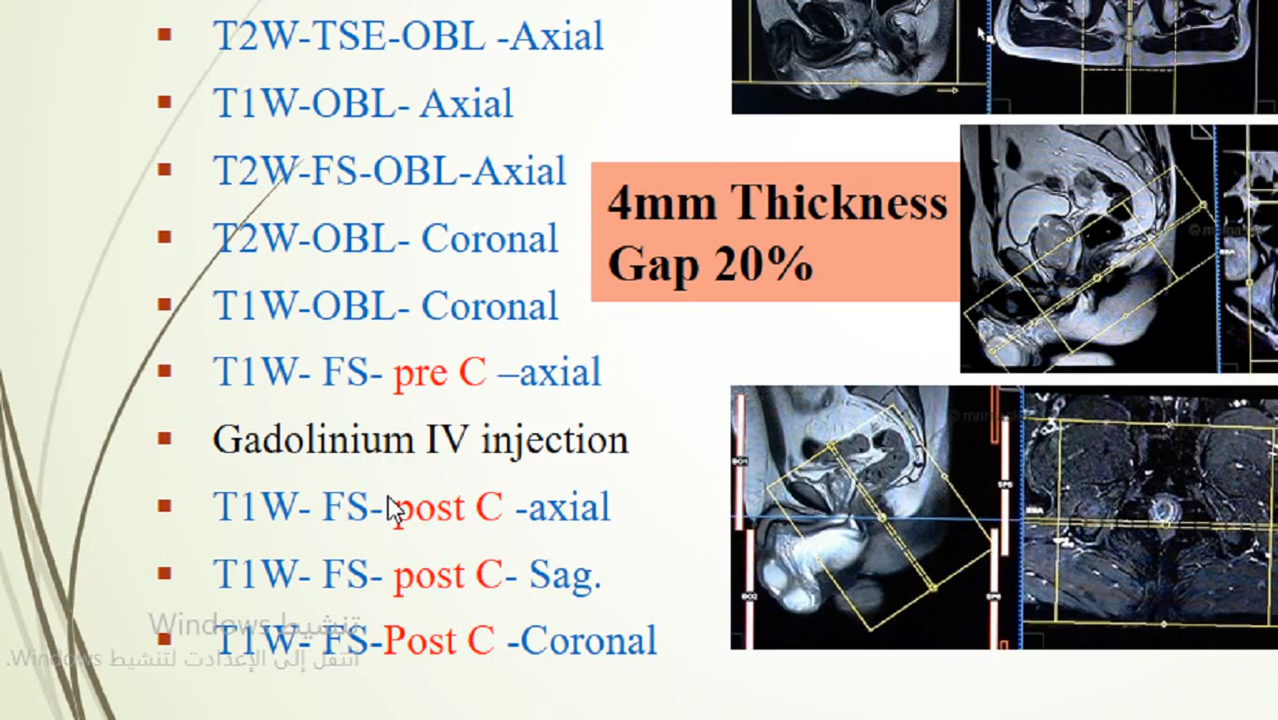 T2W-TSE-OBL -Axial
T1W-OBL- Axial
T2W-FS-OBL-Axial
T2W-OBL- Coronal
T1W-OBL- Coronal
T1W- FS- pre C –axial
Gadolinium IV injection
T1W- FS- post C -axial
T1W- FS- post C- Sag.
T1W- FS-Post C -Coronal
4mm Thickness
Gap 20%
تنشيط Windows
انتقل إلى الإعدادت لتنشيط Windows.